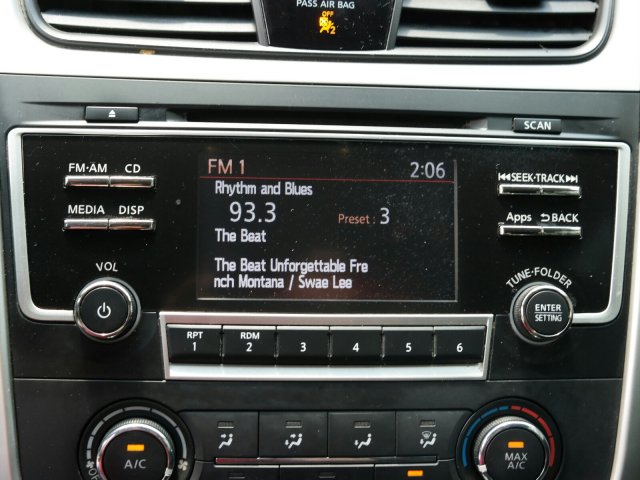 PASS AIR BAG
OFF
2
SCAN
FM·AM CD
FM 1 2:06
SEEK·TRACK
Rhythm and Blues
93.3 Preset : 3
MEDIA DISP
Apps BACK
The Beat
The Beat Unforgettable Fre
nch Montana / Swae Lee
VOL
TUNE·FOLDER
ENTER
SETTING
RPT
1
RDM
2
3
4
5
6
A/C
MAX
A/C